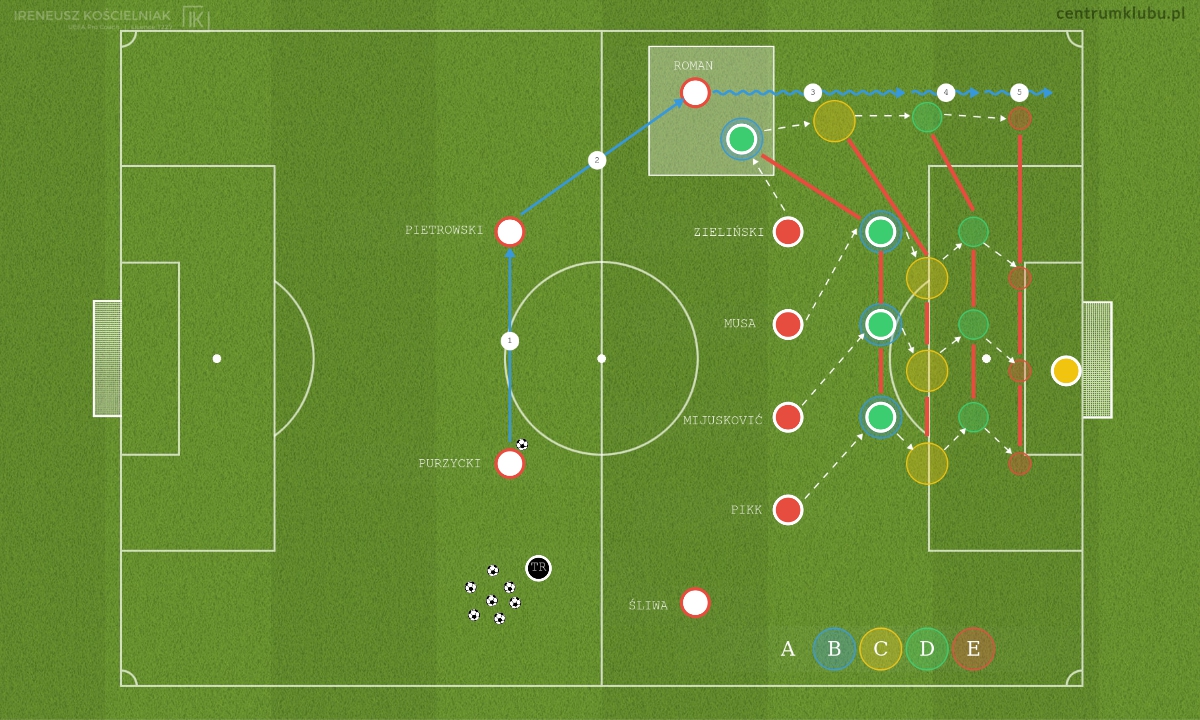 IRENEUSZ KOŚCIELNIAK
centrumklubu.pl
ROMAN
3
4
5
2
PIETROWSKI
ZIELIŃSKI
MUSA
1
MIJUSKOVIĆ
PURZYCKI
PIKK
TR
ŚLIWA
A B C D E